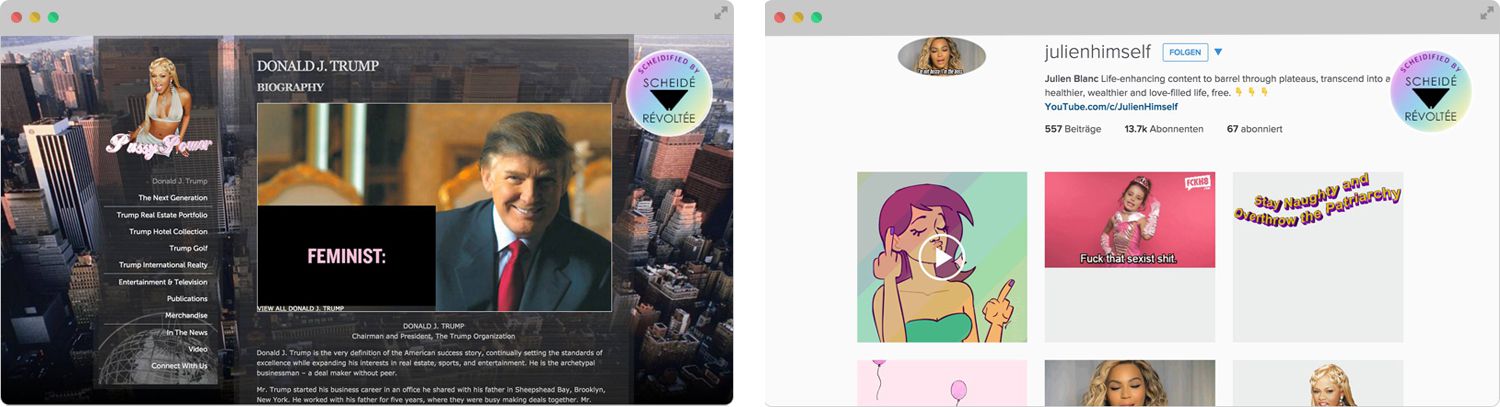 Pussy Power
Donald J. Trump
The Next Generation
Trump Real Estate Portfolio
Trump Hotel Collection
Trump Golf
Trump International Realty
Entertainment & Television
Publications
Merchandise
In The News
Video
Connect With Us
DONALD J. TRUMP
BIOGRAPHY
FEMINIST:
VIEW ALL DONALD J. TRUMP
DONALD J. TRUMP
Chairman and President, The Trump Organization
Donald J. Trump is the very definition of the American success story, continually setting the standards of
excellence while expanding his interests in real estate, sports, and entertainment. He is the archetypal
businessman – a deal maker without peer.
Mr. Trump started his business career in an office he shared with his father in Sheepshead Bay, Brooklyn,
New York. He worked with his father for five years, where they were busy making deals together. Mr.
SCHEIDIFIED BY
SCHEIDÉ
RÉVOLTÉE
julienhimself
FOLGEN
Julien Blanc Life-enhancing content to barrel through plateaus, transcend into a
healthier, wealthier and love-filled life, free.
YouTube.com/c/JulienHimself
557 Beiträge 13.7k Abonnenten 67 abonniert
SCHEIDIFIED BY
SCHEIDÉ
RÉVOLTÉE
FCKH8
.com
Fuck that sexist shit.
Stay Naughty and
Overthrow the Patriarchy